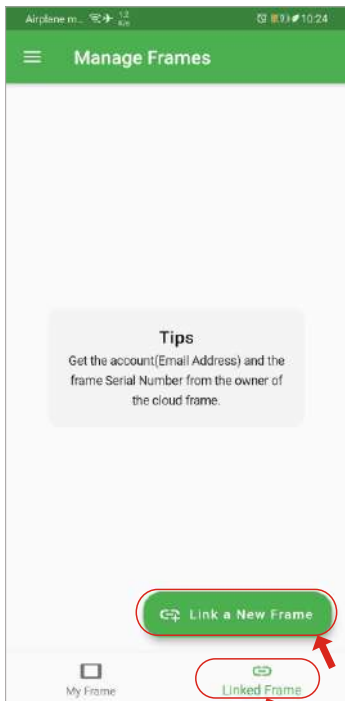 Airplane m... 12
K/s 10:24
Manage Frames
Tips
Get the account(Email Address) and the
frame Serial Number from the owner of
the cloud frame.
Link a New Frame
My Frame Linked Frame